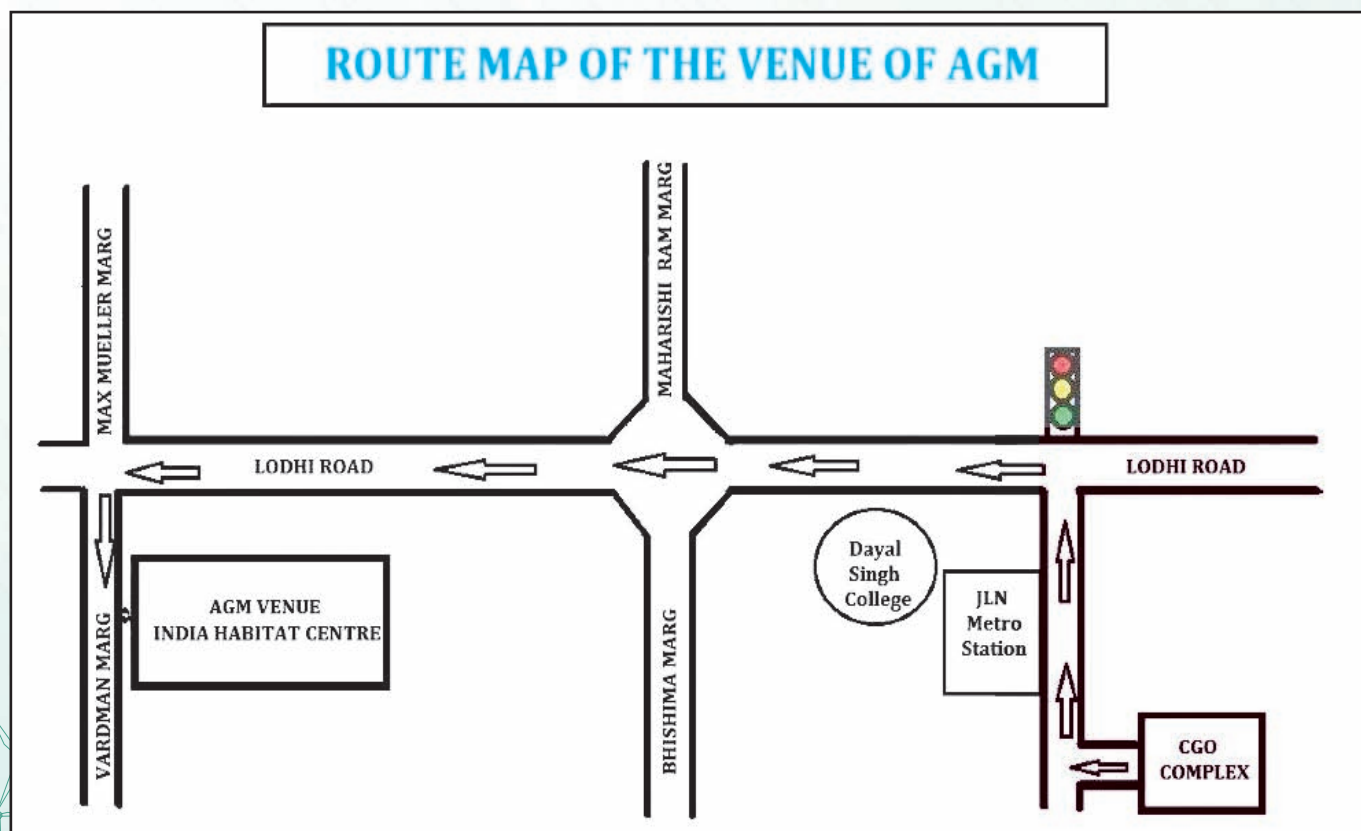 ROUTE MAP OF THE VENUE OF AGM
MAX MUELLER MARG
MAHARISHI RAM MARG
LODHI ROAD
LODHI ROAD
Dayal
Singh
College
JLN
Metro
Station
AGM VENUE
INDIA HABITAT CENTRE
VARDMAN MARG
BHISHIMA MARG
CGO
COMPLEX